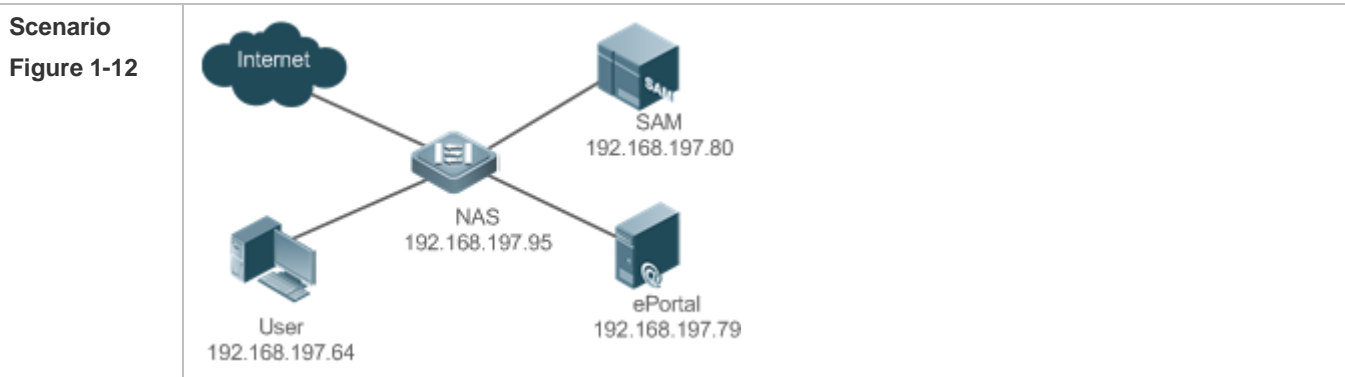 Scenario
Figure 1-12
Internet
SAM
SAM
192.168.197.80
NAS
192.168.197.95
User
192.168.197.64
ePortal
192.168.197.79